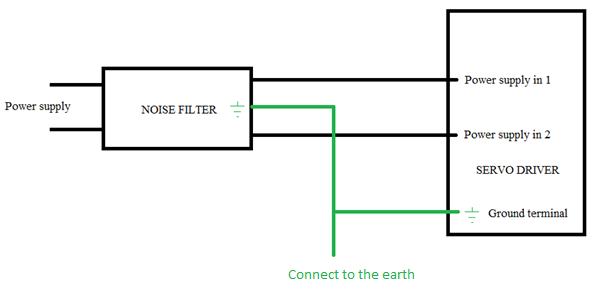 Power supply in 1
Power supply
NOISE FILTER
Power supply in 2
SERVO DRIVER
Ground terminal
Connect to the earth